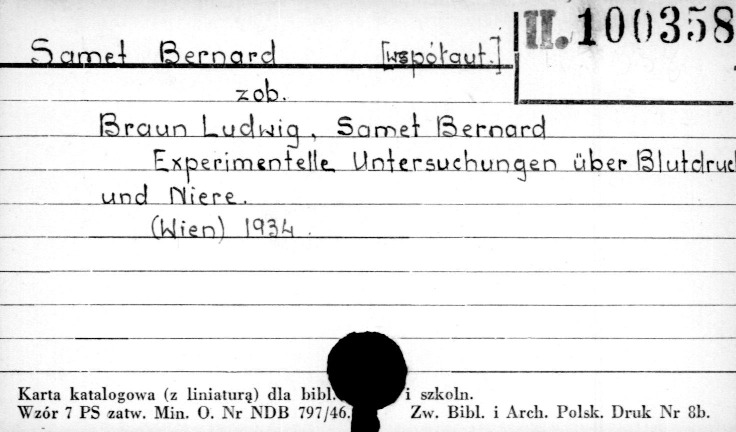 Samet Bernard [współaut.] II. 100358
zob.
Braun Ludwig, Samet Bernard
Experimentelle Untersuchungen über Blutdruc
und Niere.
(Wien) 1934.
Karta katalogowa (z liniaturą) dla bibl. i szkoln.
Wzór 7 PS zatw. Min. O. Nr NDB 797/46. Zw. Bibl. i Arch. Polsk. Druk Nr 8b.